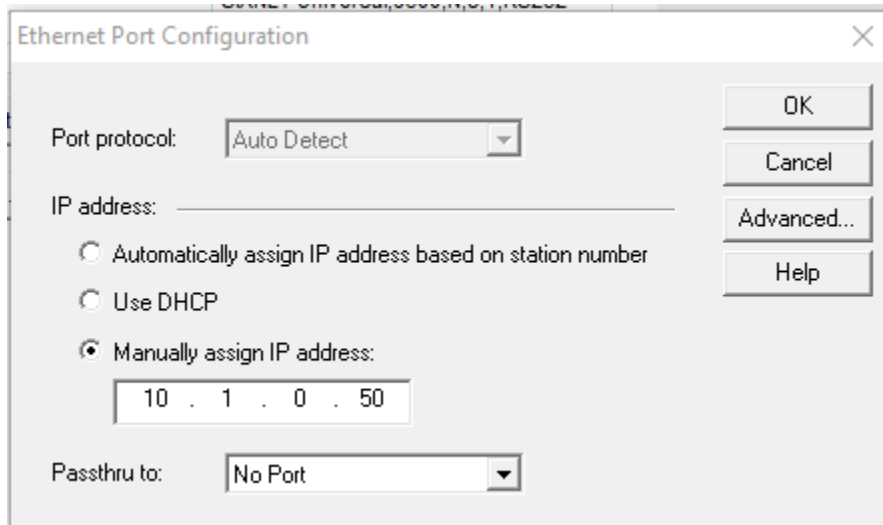 Ethernet Port Configuration
Port protocol:
Auto Detect
OK
Cancel
IP address:
Advanced...
Automatically assign IP address based on station number
Help
Use DHCP
Manually assign IP address:
10 . 1 . 0 . 50
Passthru to:
No Port